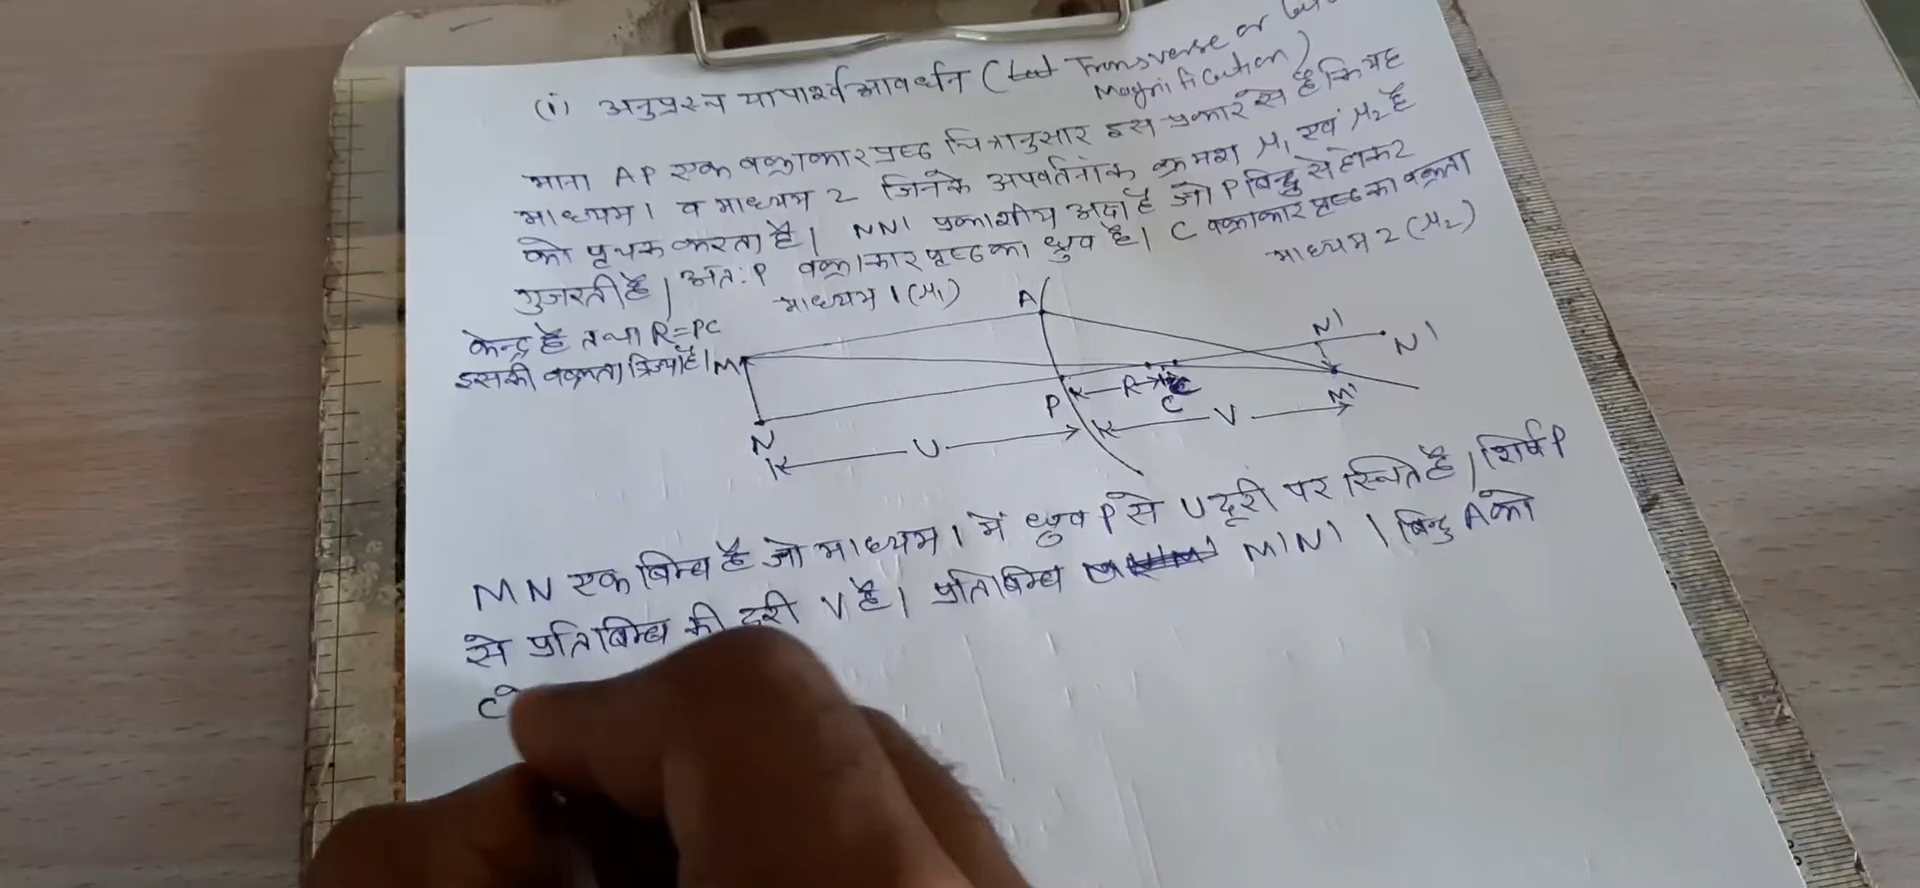 (i) अनुप्रस्थ या पार्श्व आवर्धन ( Transverse or
Magnification)
माना AP एक वक्राकार पृष्ठ चित्रानुसार इस प्रकार से है कि यह
माध्यम 1 व माध्यम 2 जिनके अपवर्तनांक क्रमश μ1 एवं μ2 है
को पृथक करता है। NN' प्रकाशीय अक्ष है जो P बिन्दु से होकर
गुजरती है। अत: P वक्राकार पृष्ठ का ध्रुव है। C वक्राकार पृष्ठ का वक्रता
केन्द्र है तथा R=PC
इसकी वक्रता त्रिज्या है।
माध्यम 1 (μ1)
माध्यम 2 (μ2)
A
M
N
P
R
C
N'
N'
M'
U
V
MN एक बिम्ब है जो माध्यम 1 में ध्रुव P से U दूरी पर स्थित है। शिर्ष P
से प्रतिबिम्ब की दूरी V है। प्रतिबिम्ब M'N' । बिन्दु A को
C